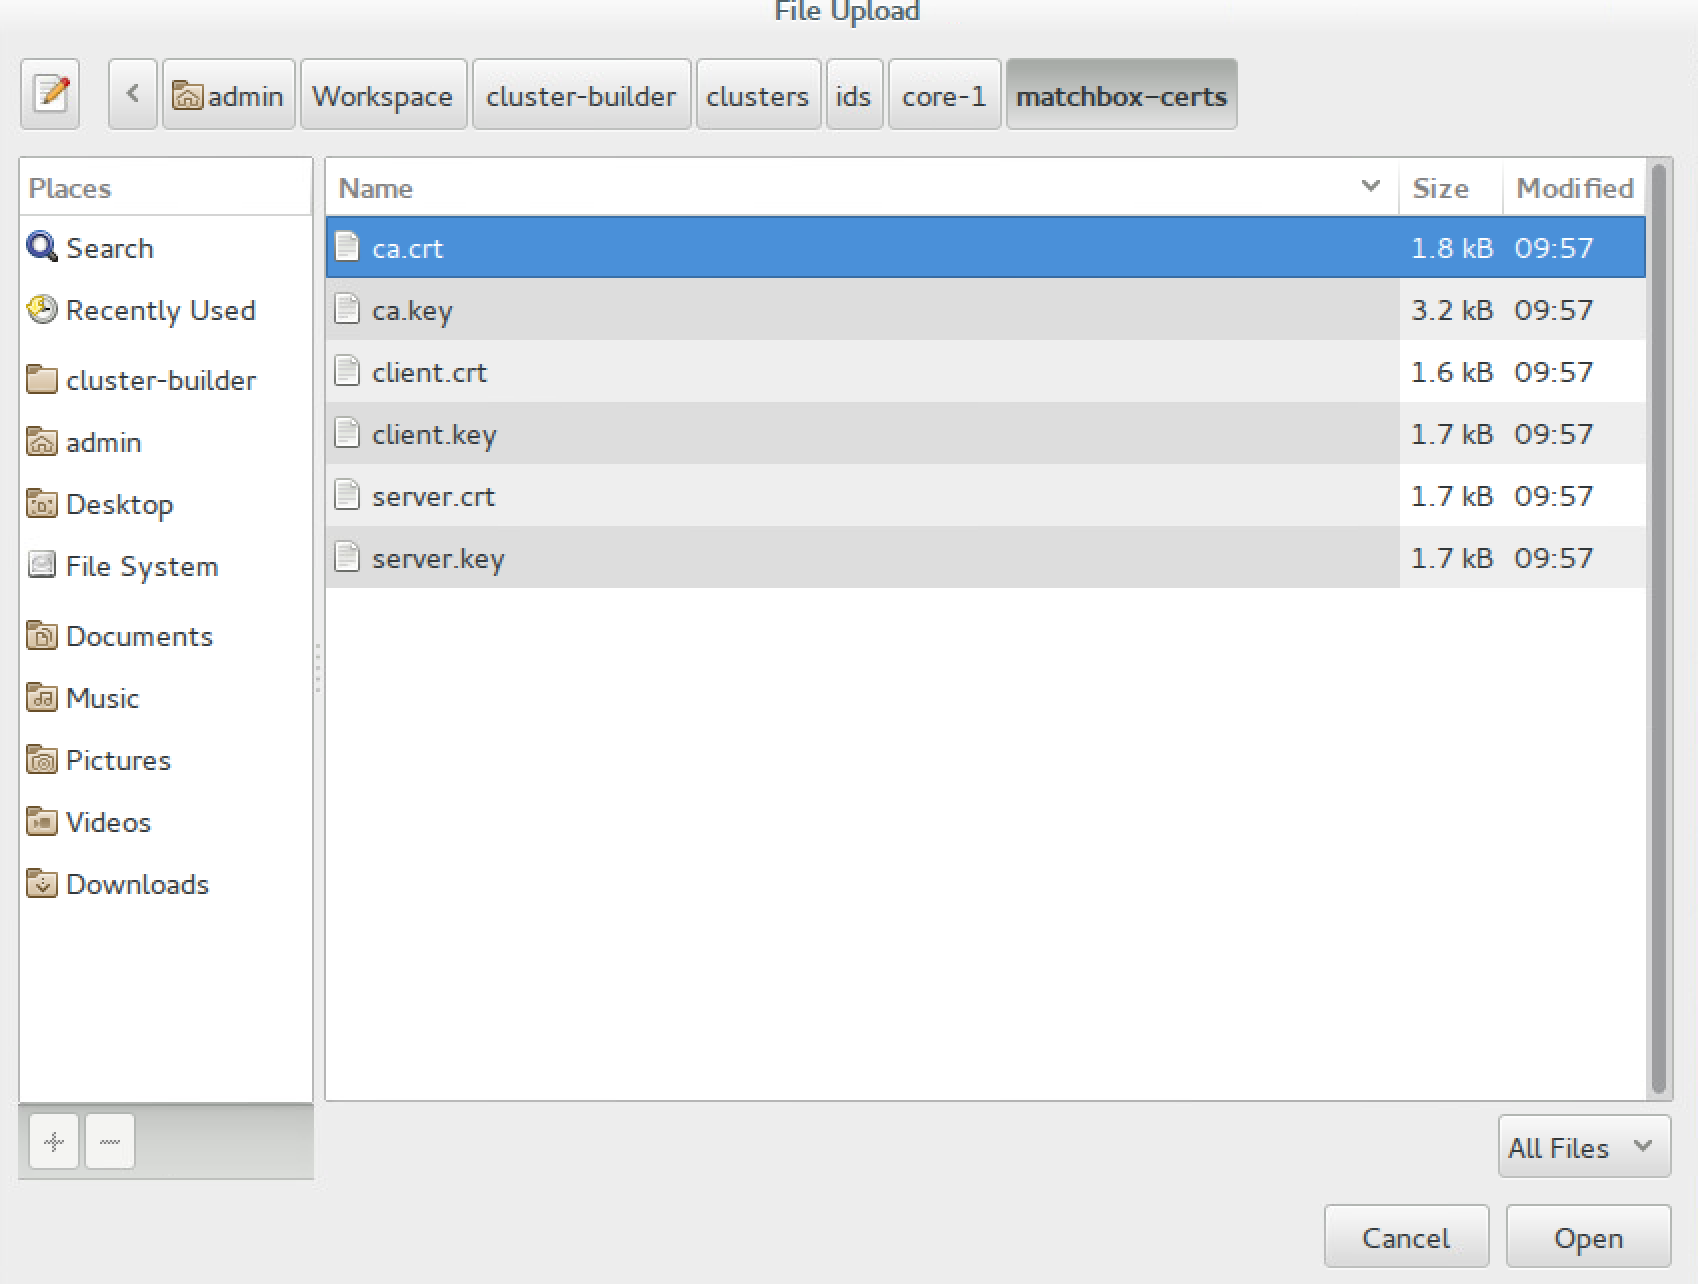 File Upload
admin Workspace cluster-builder clusters ids core-1 matchbox-certs
Places
Search
Recently Used
cluster-builder
admin
Desktop
File System
Documents
Music
Pictures
Videos
Downloads
Name Size Modified
ca.crt 1.8 kB 09:57
ca.key 3.2 kB 09:57
client.crt 1.6 kB 09:57
client.key 1.7 kB 09:57
server.crt 1.7 kB 09:57
server.key 1.7 kB 09:57
All Files
Cancel Open